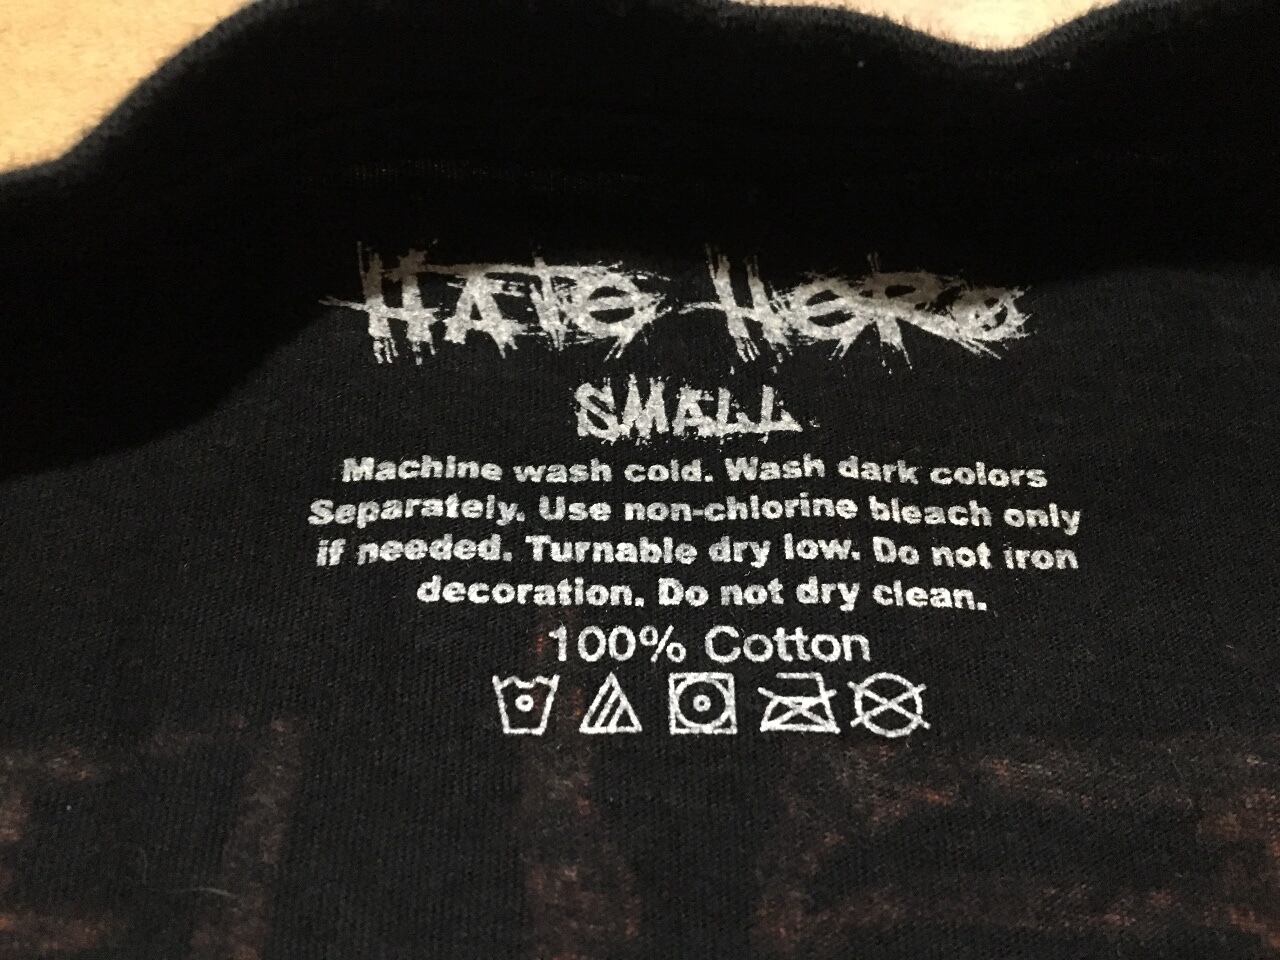 HATE HERO
SMALL
Machine wash cold. Wash dark colors
Separately. Use non-chlorine bleach only
if needed. Turnable dry low. Do not iron
decoration. Do not dry clean.
100% Cotton